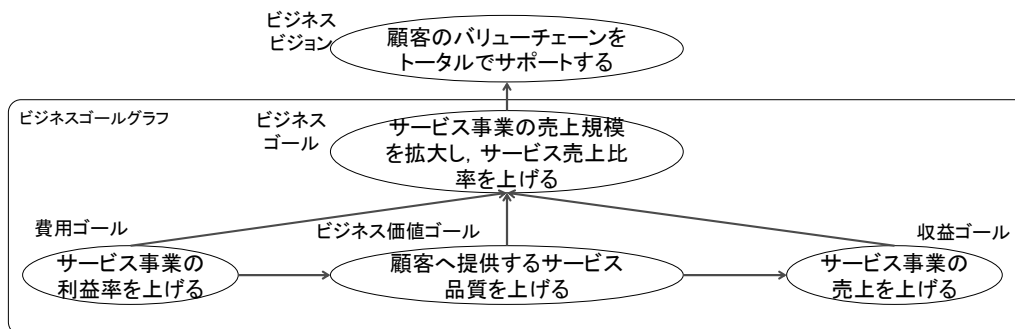 ビジネス
ビジョン
顧客のバリューチェーンを
トータルでサポートする
ビジネスゴールグラフ
ビジネス
ゴール
サービス事業の売上規模
を拡大し，サービス売上比
率を上げる
費用ゴール
ビジネス価値ゴール
収益ゴール
サービス事業の
利益率を上げる
顧客へ提供するサービス
品質を上げる
サービス事業の
売上を上げる